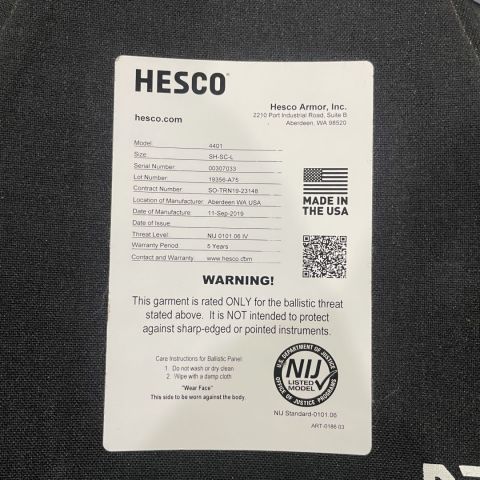 HESCO
hesco.com
Hesco Armor, Inc.
2210 Port Industrial Road, Suite B
Aberdeen, WA 98520
Model: 4401
Size: SH-SC-L
Serial Number: 00307033
Lot Number: 19356-A75
Contract Number: SO-TRN19-23148
Location of Manufacturer: Aberdeen WA, USA
Date of Manufacture: 11-Sep-2019
Date of Issue:
Threat Level: NIJ 0101.06 IV
Warranty Period: 5 Years
Contact and Warranty: www.hesco.com
MADE IN
THE USA
WARNING!
This garment is rated ONLY for the ballistic threat
stated above. It is NOT intended to protect
against sharp-edged or pointed instruments.
Care Instructions for Ballistic Panel:
1. Do not wash or dry clean
2. Wipe with a damp cloth
"Wear Face"
This side to be worn against the body.
U.S. DEPARTMENT OF JUSTICE
NIJ
LISTED
MODEL
OFFICE OF JUSTICE PROGRAMS
NIJ Standard-0101.06
ART-0186 03